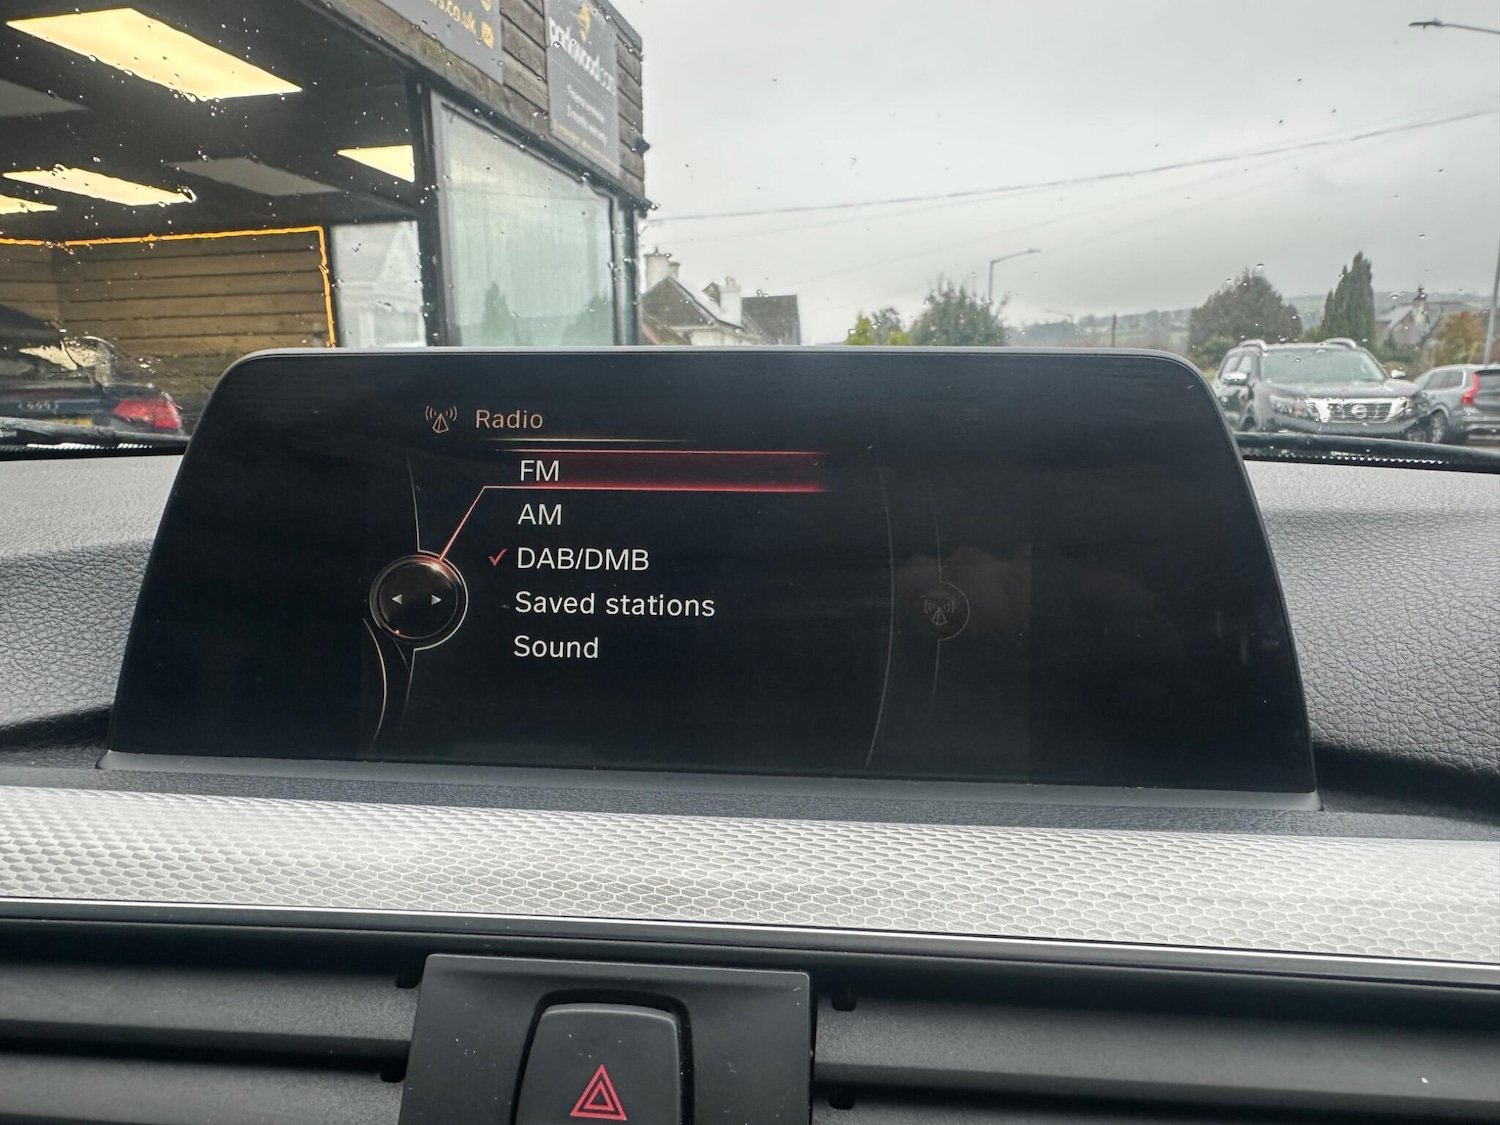 Radio
FM
AM
DAB/DMB
Saved stations
Sound